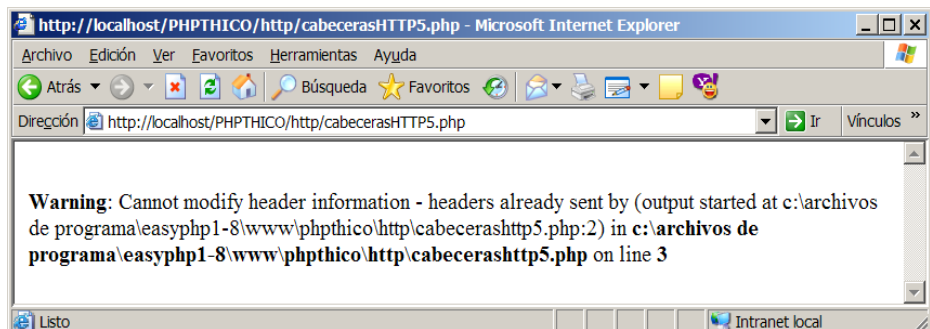 http://localhost/PHPTHICO/http/cabecerasHTTP5.php - Microsoft Internet Explorer
Archivo Edición Ver Favoritos Herramientas Ayuda
Atrás Búsqueda Favoritos
Dirección http://localhost/PHPTHICO/http/cabecerasHTTP5.php Ir Vínculos »
Warning: Cannot modify header information - headers already sent by (output started at c:\archivos
de programa\easyphp1-8\www\phpthico\http\cabecerashttp5.php:2) in c:\archivos de
programa\easyphp1-8\www\phpthico\http\cabecerashttp5.php on line 3
Listo Intranet local